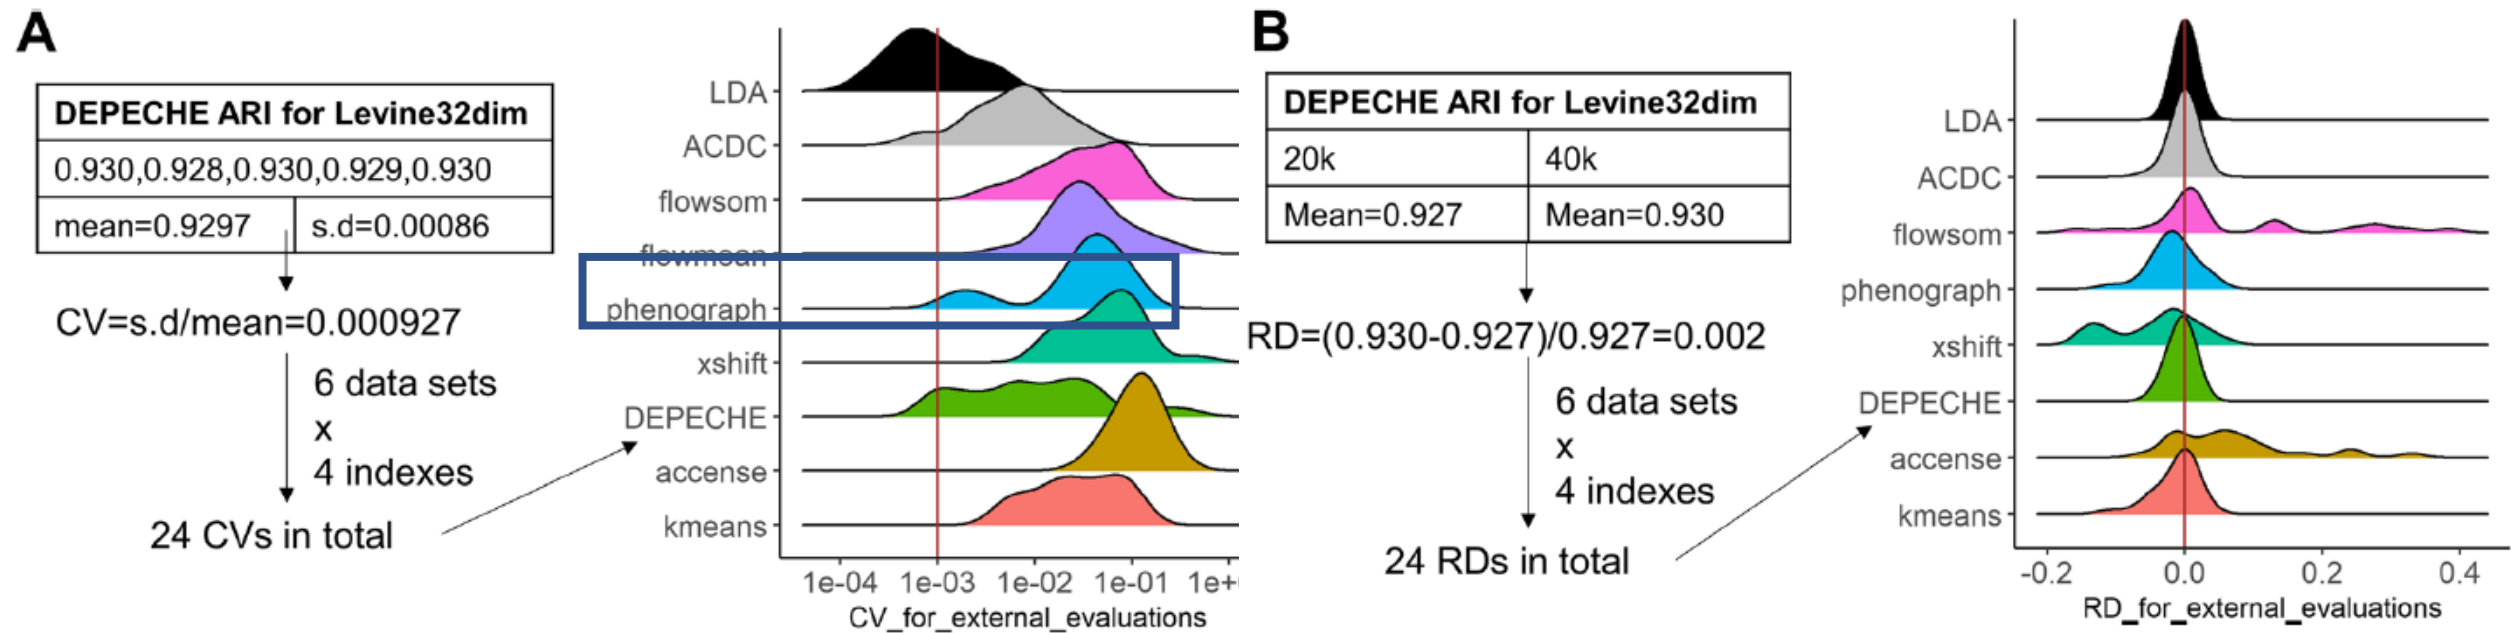 A
DEPECHE ARI for Levine32dim
0.930,0.928,0.930,0.929,0.930
mean=0.9297 s.d=0.00086
CV=s.d/mean=0.000927
6 data sets
x
4 indexes
24 CVs in total
LDA
ACDC
flowsom
flowmean
phenograph
xshift
DEPECHE
accense
kmeans
1e-04 1e-03 1e-02 1e-01 1e+
CV_for_external_evaluations
B
DEPECHE ARI for Levine32dim
20k 40k
Mean=0.927 Mean=0.930
RD=(0.930-0.927)/0.927=0.002
6 data sets
x
4 indexes
24 RDs in total
LDA
ACDC
flowsom
phenograph
xshift
DEPECHE
accense
kmeans
-0.2 0.0 0.2 0.4
RD_for_external_evaluations